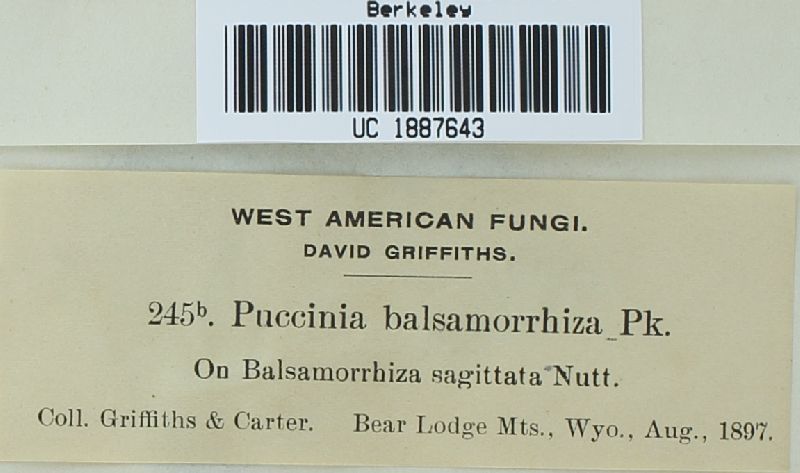 Berkeley
UC 1887643
WEST AMERICAN FUNGI.
DAVID GRIFFITHS.
245b. Puccinia balsamorrhiza Pk.
On Balsamorrhiza sagittata Nutt.
Coll. Griffiths & Carter. Bear Lodge Mts., Wyo., Aug., 1897.